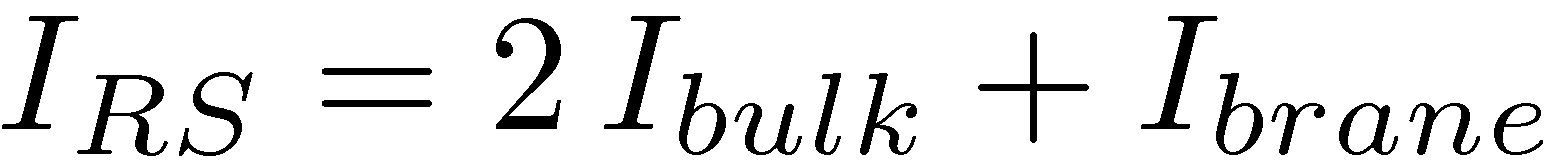 I_{RS} = 2 I_{bulk} + I_{brane}